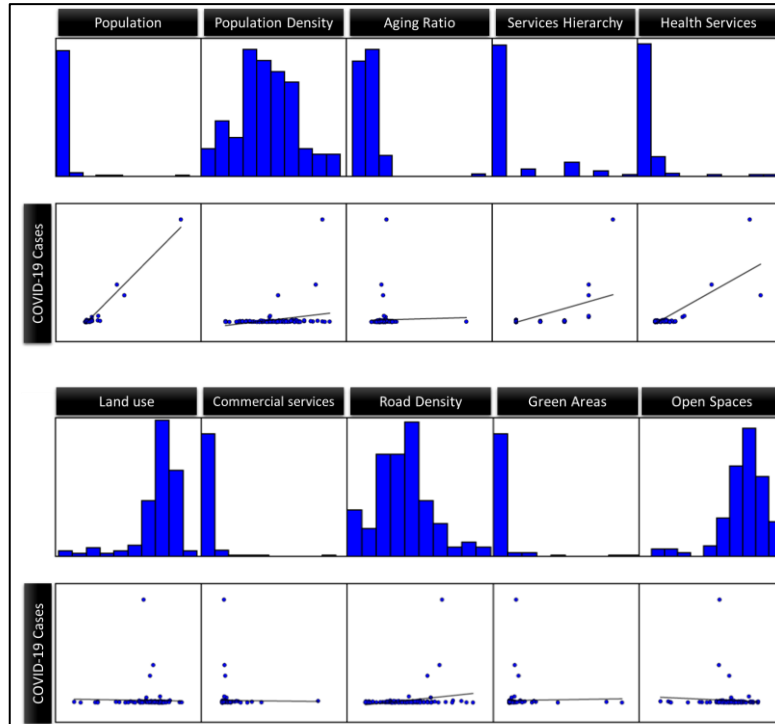 Population
Population Density
Aging Ratio
Services Hierarchy
Health Services
COVID-19 Cases
Land use
Commercial services
Road Density
Green Areas
Open Spaces
COVID-19 Cases